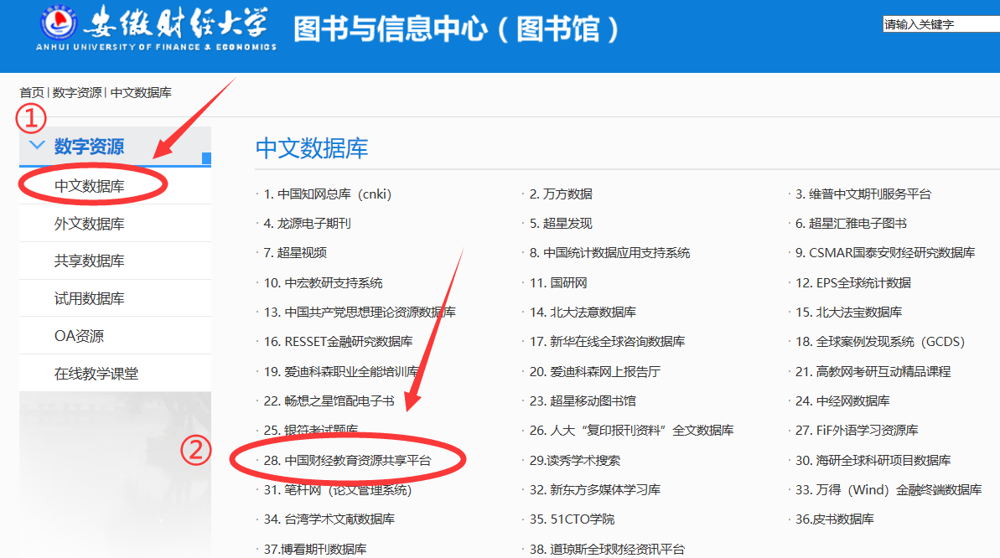 安徽财经大学
ANHUI UNIVERSITY OF FINANCE & ECONOMICS
图书与信息中心（图书馆）
请输入关键字
首页 | 数字资源 | 中文数据库
①
数字资源
中文数据库
外文数据库
共享数据库
试用数据库
OA资源
在线教学课堂
②
中文数据库
· 1. 中国知网总库（cnki）
· 2. 万方数据
· 3. 维普中文期刊服务平台
· 4. 龙源电子期刊
· 5. 超星发现
· 6. 超星汇雅电子图书
· 7. 超星视频
· 8. 中国统计数据应用支持系统
· 9. CSMAR国泰安财经研究数据库
· 10. 中宏教研支持系统
· 11. 国研网
· 12. EPS全球统计数据
· 13. 中国共产党思想理论资源数据库
· 14. 北大法意数据库
· 15. 北大法宝数据库
· 16. RESSET金融研究数据库
· 17. 新华在线全球咨询数据库
· 18. 全球案例发现系统（GCDS）
· 19. 爱迪科森职业全能培训库
· 20. 爱迪科森网上报告厅
· 21. 高教网考研互动精品课程
· 22. 畅想之星馆配电子书
· 23. 超星移动图书馆
· 24. 中经网数据库
· 25. 银符考试题库
· 26. 人大“复印报刊资料”全文数据库
· 27. FiF外语学习资源库
· 28. 中国财经教育资源共享平台
· 29.读秀学术搜索
· 30. 海研全球科研项目数据库
· 31. 笔杆网（论文管理系统）
· 32. 新东方多媒体学习库
· 33. 万得（Wind）金融终端数据库
· 34. 台湾学术文献数据库
· 35. 51CTO学院
· 36.皮书数据库
· 37.博看期刊数据库
· 38. 道琼斯全球财经资讯平台